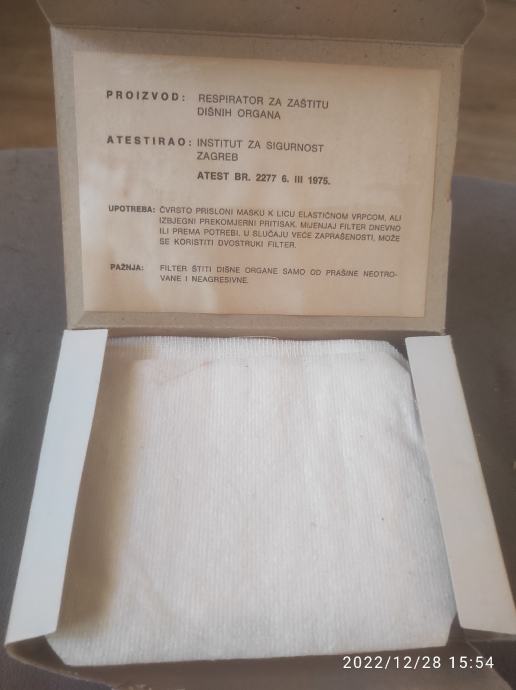 PROIZVOD: RESPIRATOR ZA ZAŠTITU
DIŠNIH ORGANA
ATESTIRAO: INSTITUT ZA SIGURNOST
ZAGREB
ATEST BR. 2277 6. III 1975.
UPOTREBA: ČVRSTO PRISLONI MASKU K LICU ELASTIČNOM VRPCOM, ALI
IZBJEGNI PREKOMJERNI PRITISAK. MIJENJAJ FILTER DNEVNO
ILI PREMA POTREBI. U SLUČAJU VEĆE ZAPRAŠENOSTI, MOŽE
SE KORISTITI DVOSTRUKI FILTER.
PAŽNJA: FILTER ŠTITI DIŠNE ORGANE SAMO OD PRAŠINE NEOTRO-
VANE I NEAGRESIVNE.
2022/12/28 15:54